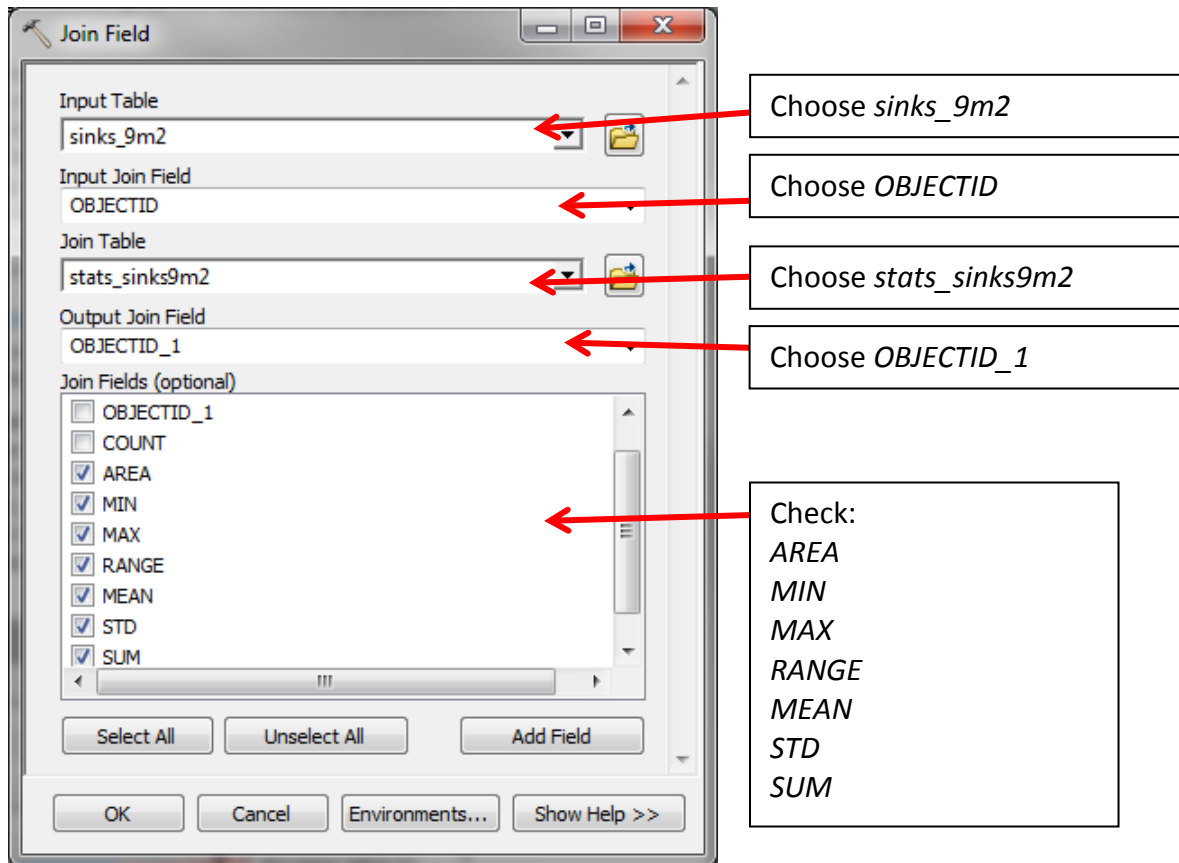 Join Field
Input Table
sinks_9m2
Choose sinks_9m2
Input Join Field
OBJECTID
Choose OBJECTID
Join Table
stats_sinks9m2
Choose stats_sinks9m2
Output Join Field
OBJECTID_1
Choose OBJECTID_1
Join Fields (optional)
OBJECTID_1
COUNT
AREA
MIN
MAX
RANGE
MEAN
STD
SUM
Check:
AREA
MIN
MAX
RANGE
MEAN
STD
SUM
Select All
Unselect All
Add Field
OK
Cancel
Environments...
Show Help >>